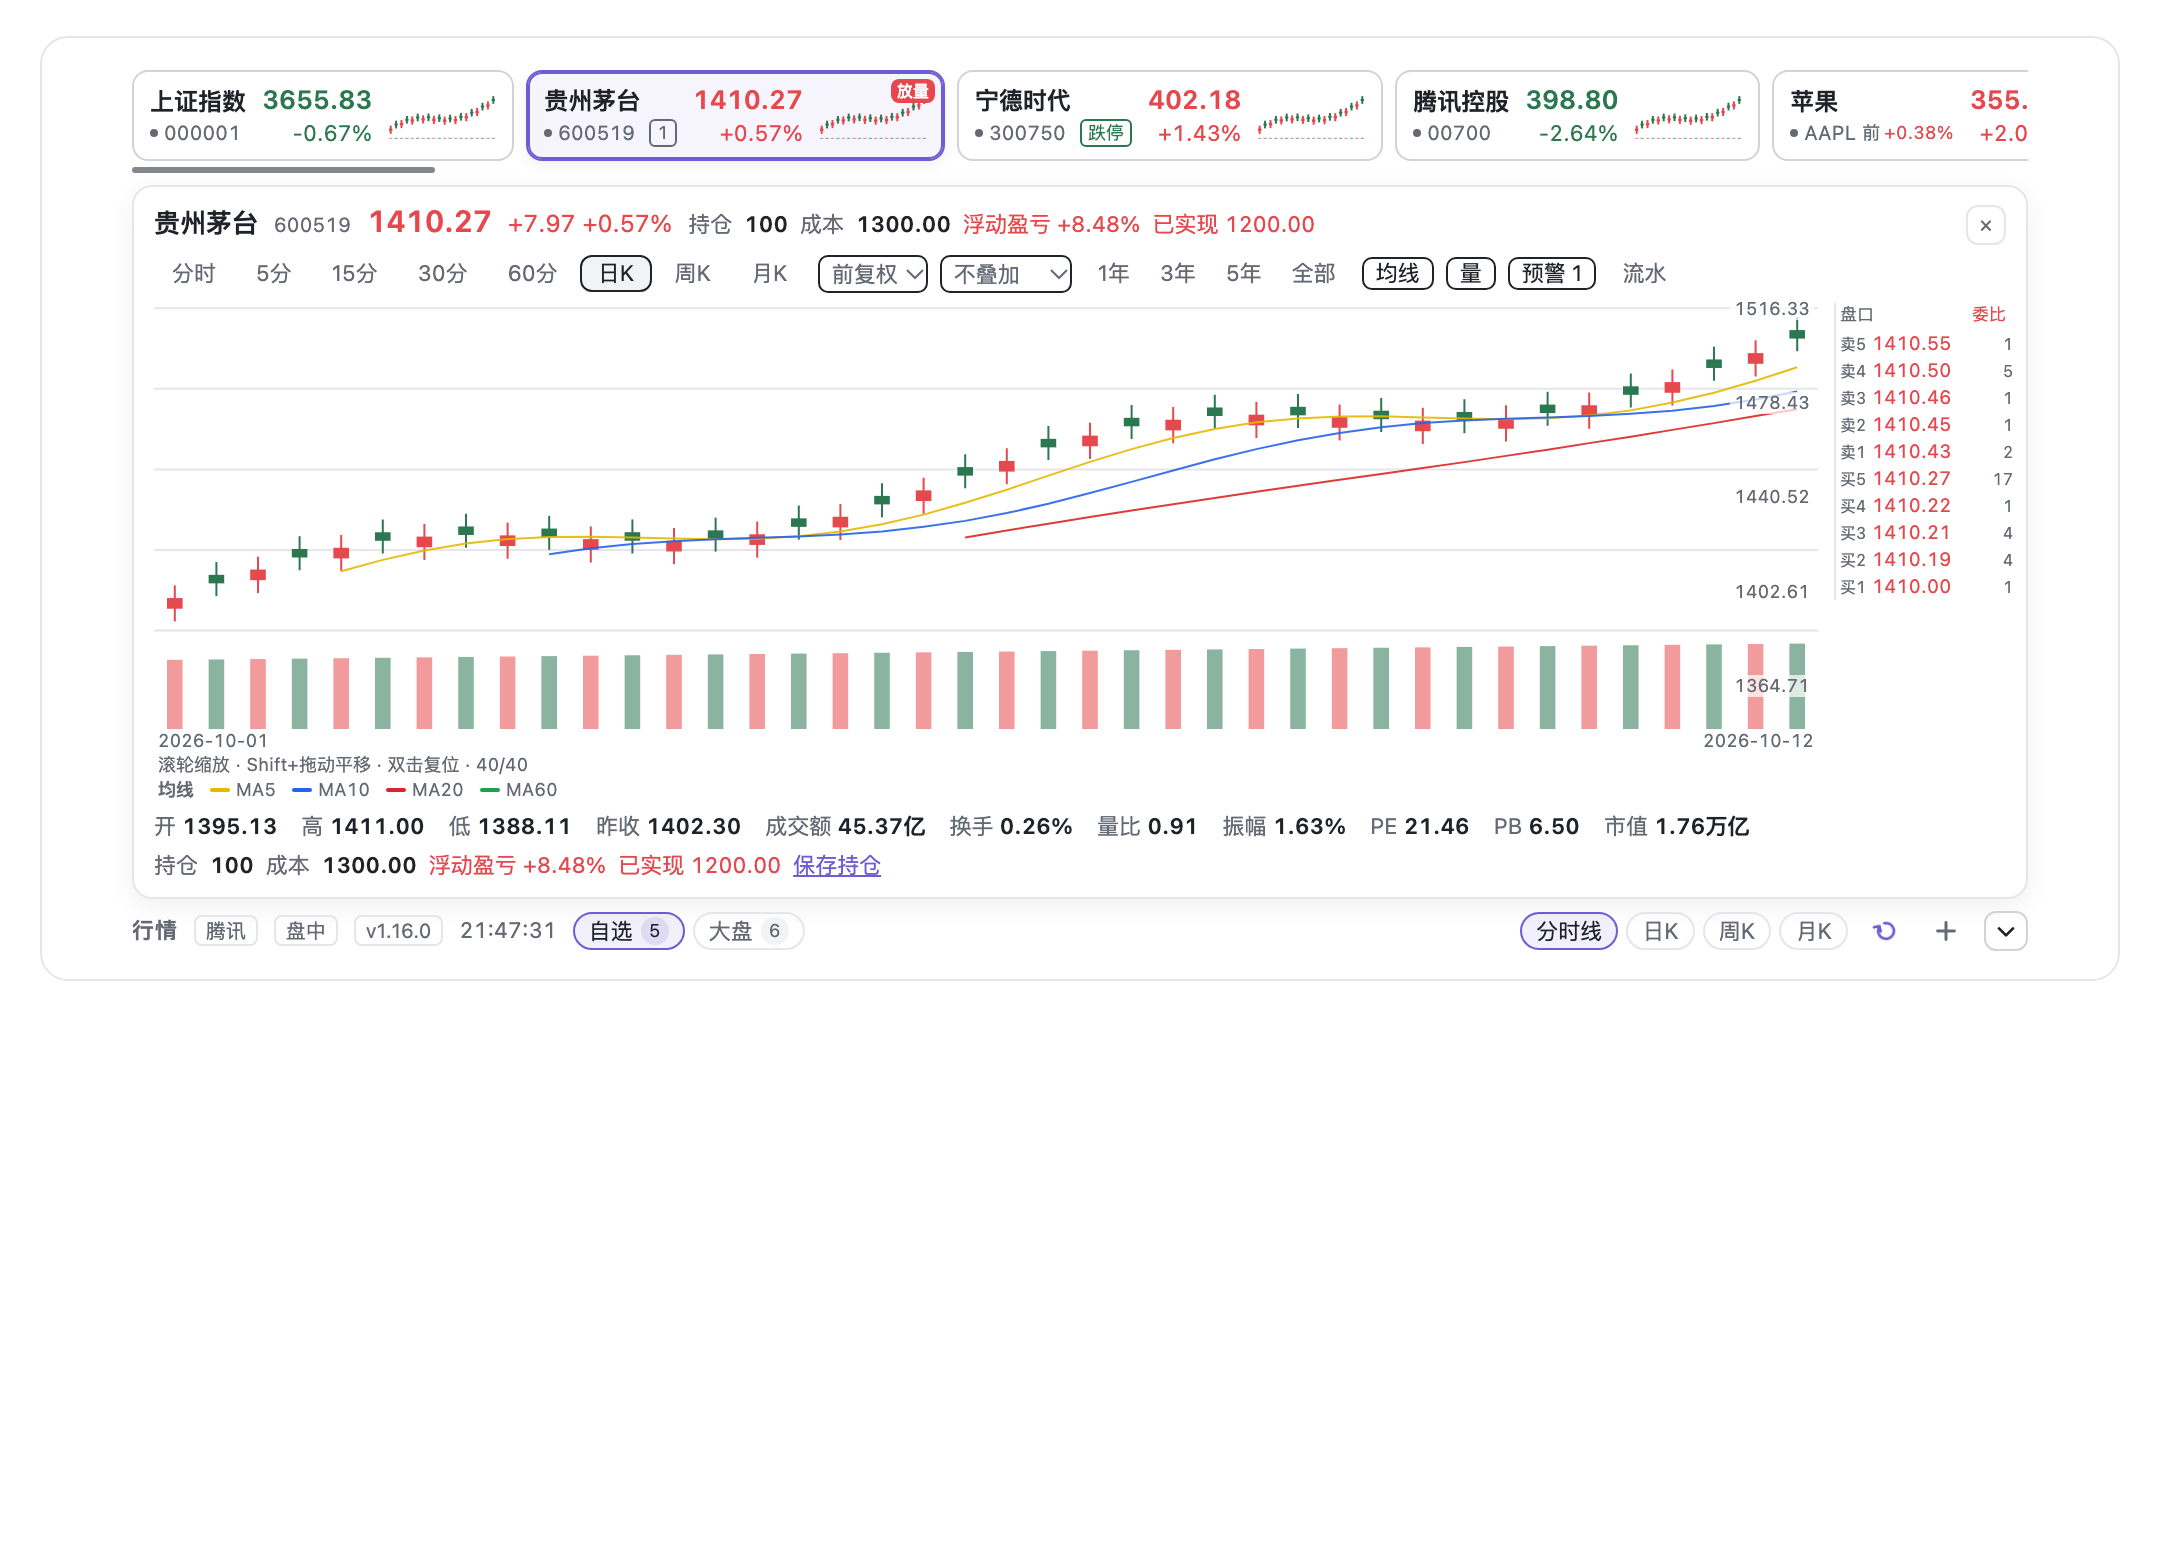 上证指数 3655.83
000001 -0.67%
贵州茅台 1410.27 放量
600519 1 +0.57%
宁德时代 402.18
300750 跌停 +1.43%
腾讯控股 398.80
00700 -2.64%
苹果 355.
AAPL 前+0.38% +2.0
贵州茅台 600519 1410.27 +7.97 +0.57% 持仓 100 成本 1300.00 浮动盈亏 +8.48% 已实现 1200.00 ×
分时 5分 15分 30分 60分 日K 周K 月K 前复权 不叠加 1年 3年 5年 全部 均线 量 预警 1 流水
1516.33
1478.43
1440.52
1402.61
1364.71
盘口 委比
卖5 1410.55 1
卖4 1410.50 5
卖3 1410.46 1
卖2 1410.45 1
卖1 1410.43 2
买5 1410.27 17
买4 1410.22 1
买3 1410.21 4
买2 1410.19 4
买1 1410.00 1
2026-10-01 2026-10-12
滚轮缩放 · Shift+拖动平移 · 双击复位 · 40/40
均线 MA5 MA10 MA20 MA60
开 1395.13 高 1411.00 低 1388.11 昨收 1402.30 成交额 45.37亿 换手 0.26% 量比 0.91 振幅 1.63% PE 21.46 PB 6.50 市值 1.76万亿
持仓 100 成本 1300.00 浮动盈亏 +8.48% 已实现 1200.00 保存持仓
行情 腾讯 盘中 v1.16.0 21:47:31 自选 5 大盘 6 分时线 日K 周K 月K